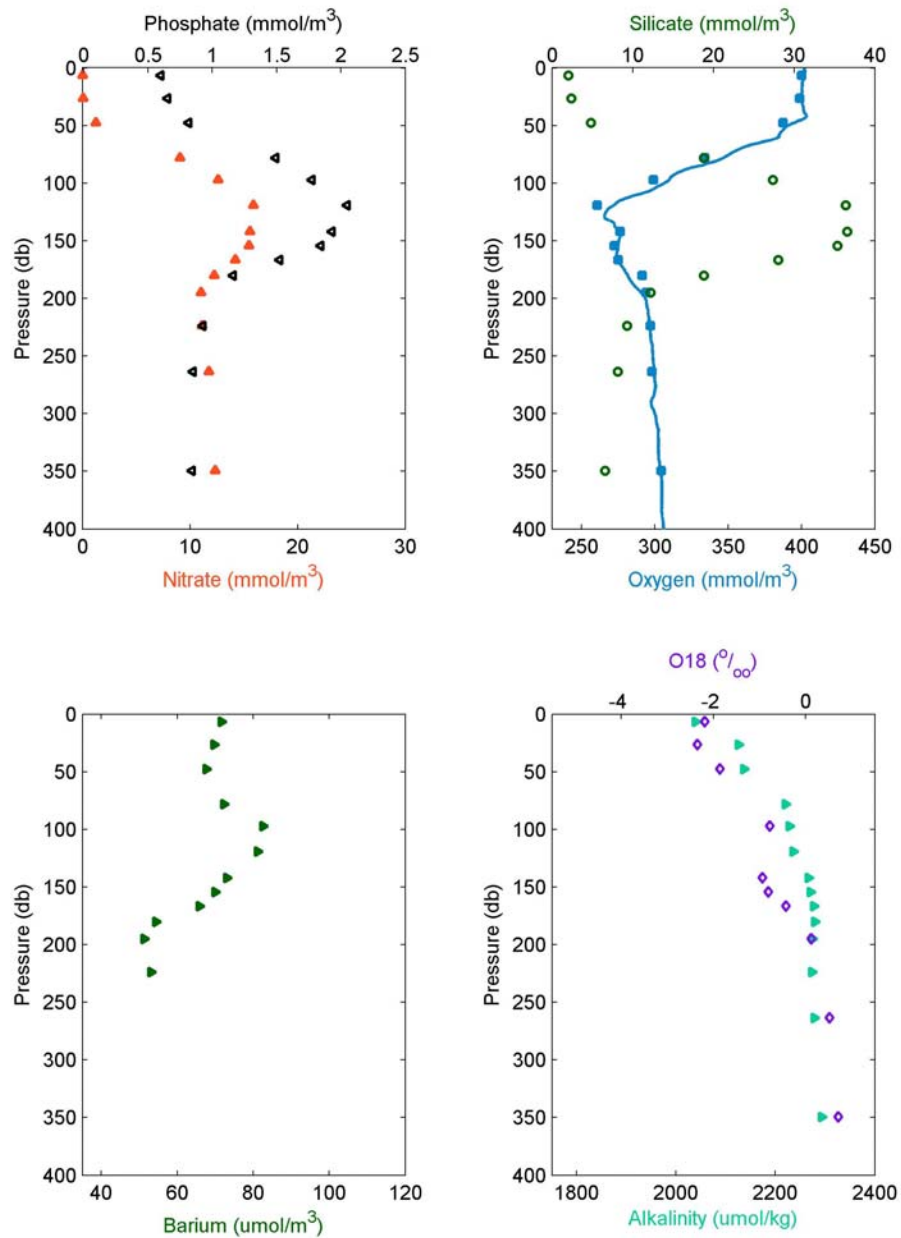 Phosphate (mmol/m³)
0 0.5 1 1.5 2 2.5
0
50
100
150
200
250
300
350
400
Pressure (db)
0 10 20 30
Nitrate (mmol/m³)
Silicate (mmol/m³)
0 10 20 30 40
0
50
100
150
200
250
300
350
400
Pressure (db)
250 300 350 400 450
Oxygen (mmol/m³)
0
50
100
150
200
250
300
350
400
Pressure (db)
40 60 80 100 120
Barium (umol/m³)
O18 (º/oo)
-4 -2 0
0
50
100
150
200
250
300
350
400
Pressure (db)
1800 2000 2200 2400
Alkalinity (umol/kg)